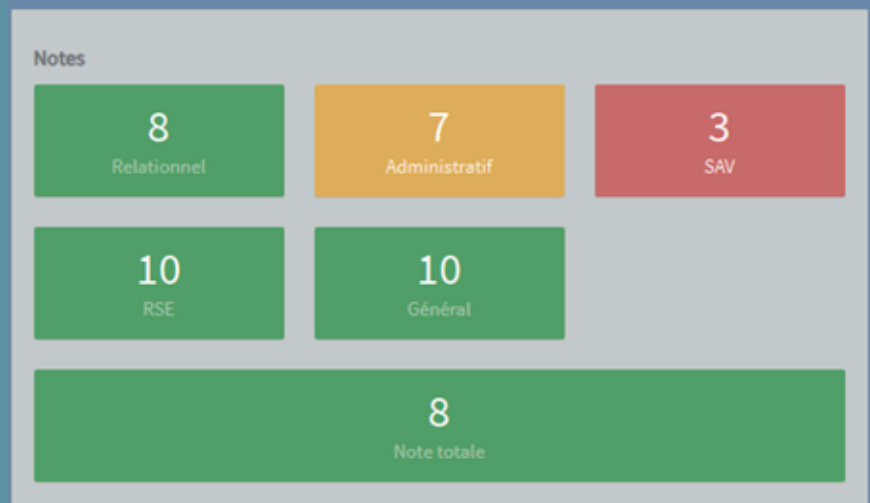 Notes
8
Relationnel
7
Administratif
3
SAV
10
RSE
10
Général
8
Note totale